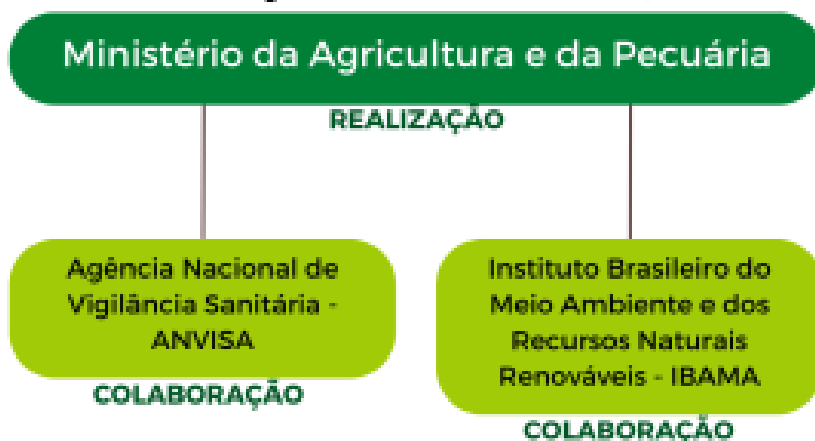 Ministério da Agricultura e da Pecuária
REALIZAÇÃO
Agência Nacional de
Vigilância Sanitária -
ANVISA
COLABORAÇÃO
Instituto Brasileiro do
Meio Ambiente e dos
Recursos Naturais
Renováveis - IBAMA
COLABORAÇÃO